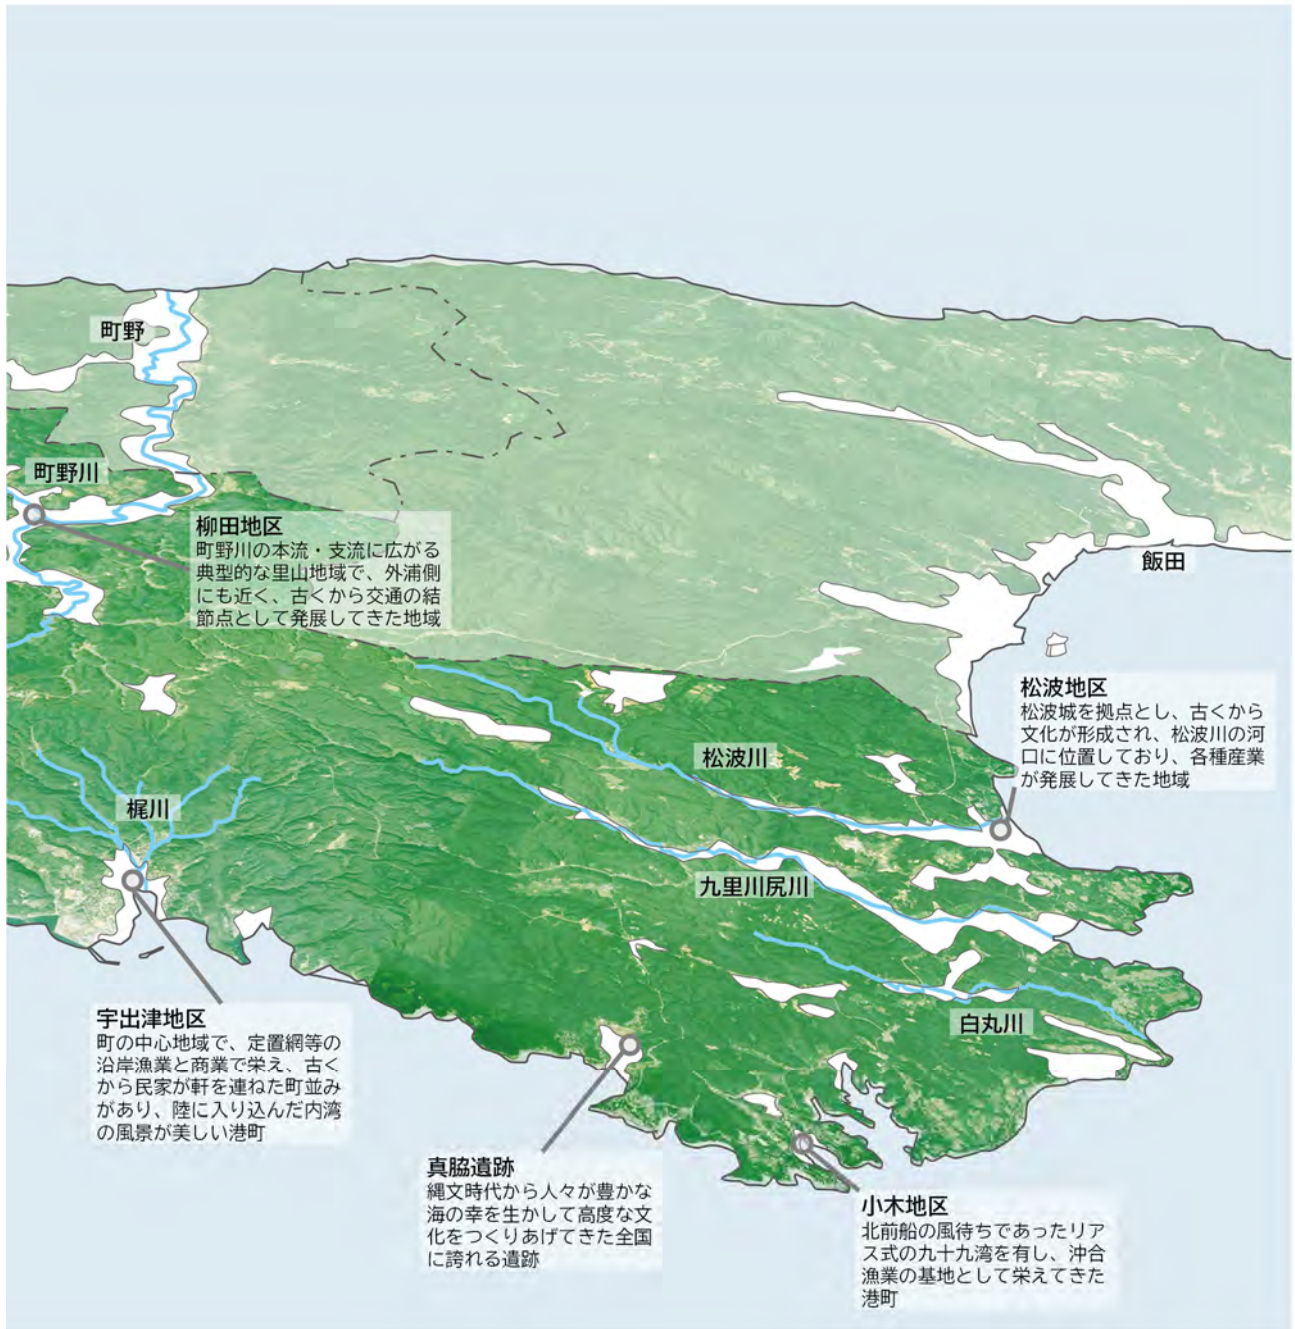 町野
町野川
柳田地区
町野川の本流・支流に広がる
典型的な里山地域で、外浦側
にも近く、古くから交通の結
節点として発展してきた地域
飯田
松波地区
松波城を拠点とし、古くから
文化が形成され、松波川の河
口に位置しており、各種産業
が発展してきた地域
松波川
梶川
九里川尻川
白丸川
宇出津地区
町の中心地域で、定置網等の
沿岸漁業と商業で栄え、古く
から民家が軒を連ねた町並み
があり、陸に入り込んだ内湾
の風景が美しい港町
真脇遺跡
縄文時代から人々が豊かな
海の幸を生かして高度な文
化をつくりあげてきた全国
に誇れる遺跡
小木地区
北前船の風待ちであったリア
ス式の九十九湾を有し、沖合
漁業の基地として栄えてきた
港町